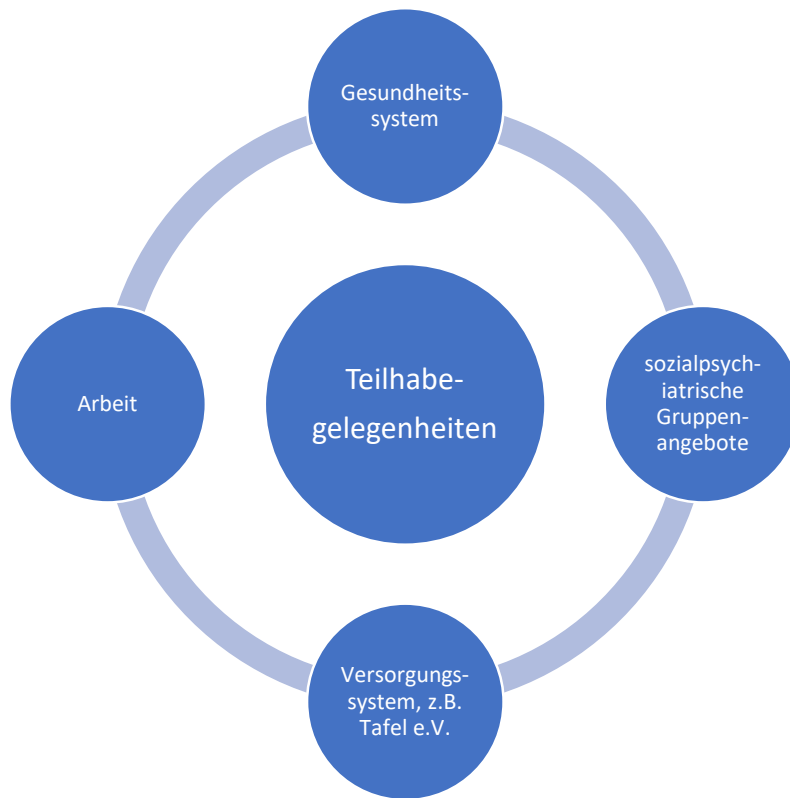 Gesundheits-
system
Arbeit
Teilhabe-
gelegenheiten
sozialpsych-
iatrische
Gruppen-
angebote
Versorgungs-
system, z.B.
Tafel e.V.